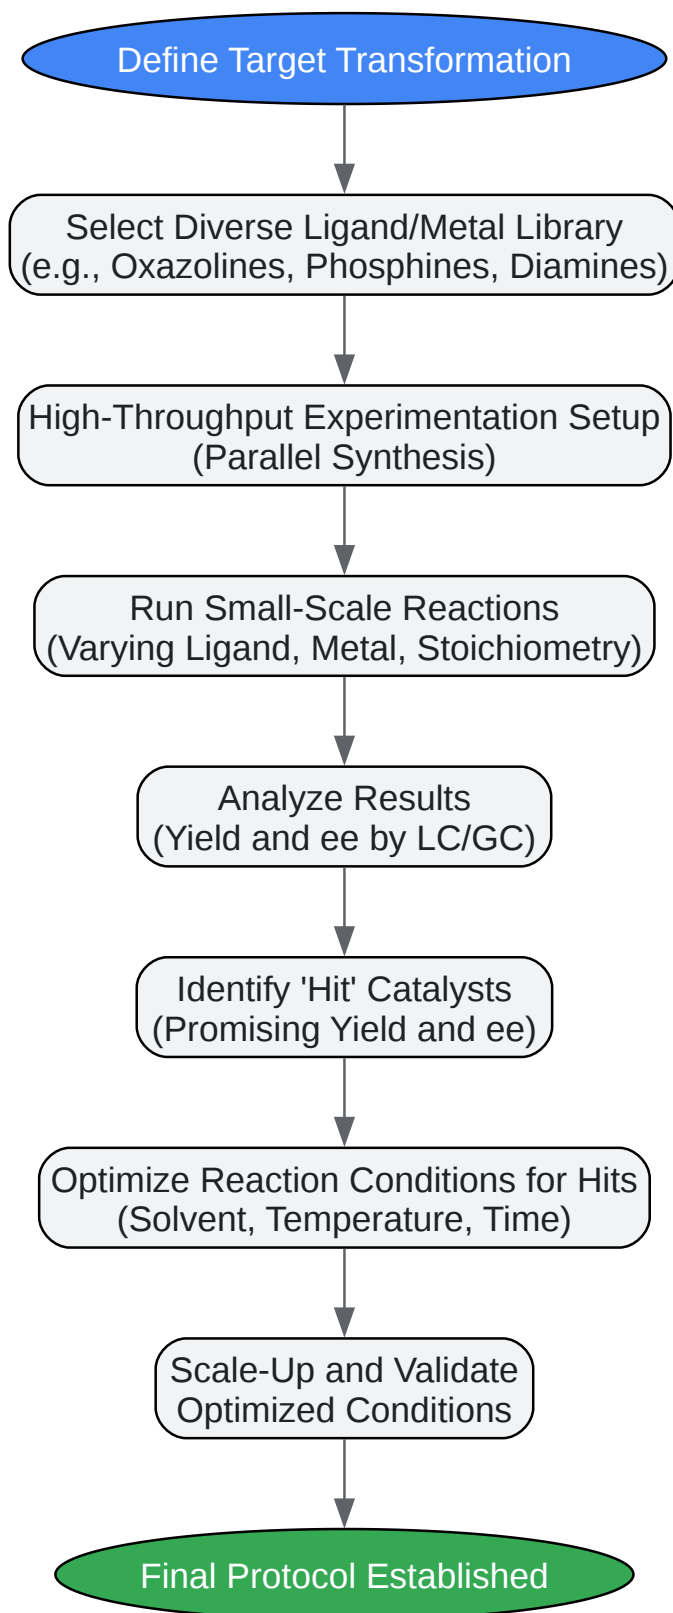 Define Target Transformation
Select Diverse Ligand/Metal Library
(e.g., Oxazolines, Phosphines, Diamines)
High-Throughput Experimentation Setup
(Parallel Synthesis)
Run Small-Scale Reactions
(Varying Ligand, Metal, Stoichiometry)
Analyze Results
(Yield and ee by LC/GC)
Identify 'Hit' Catalysts
(Promising Yield and ee)
Optimize Reaction Conditions for Hits
(Solvent, Temperature, Time)
Scale-Up and Validate
Optimized Conditions
Final Protocol Established